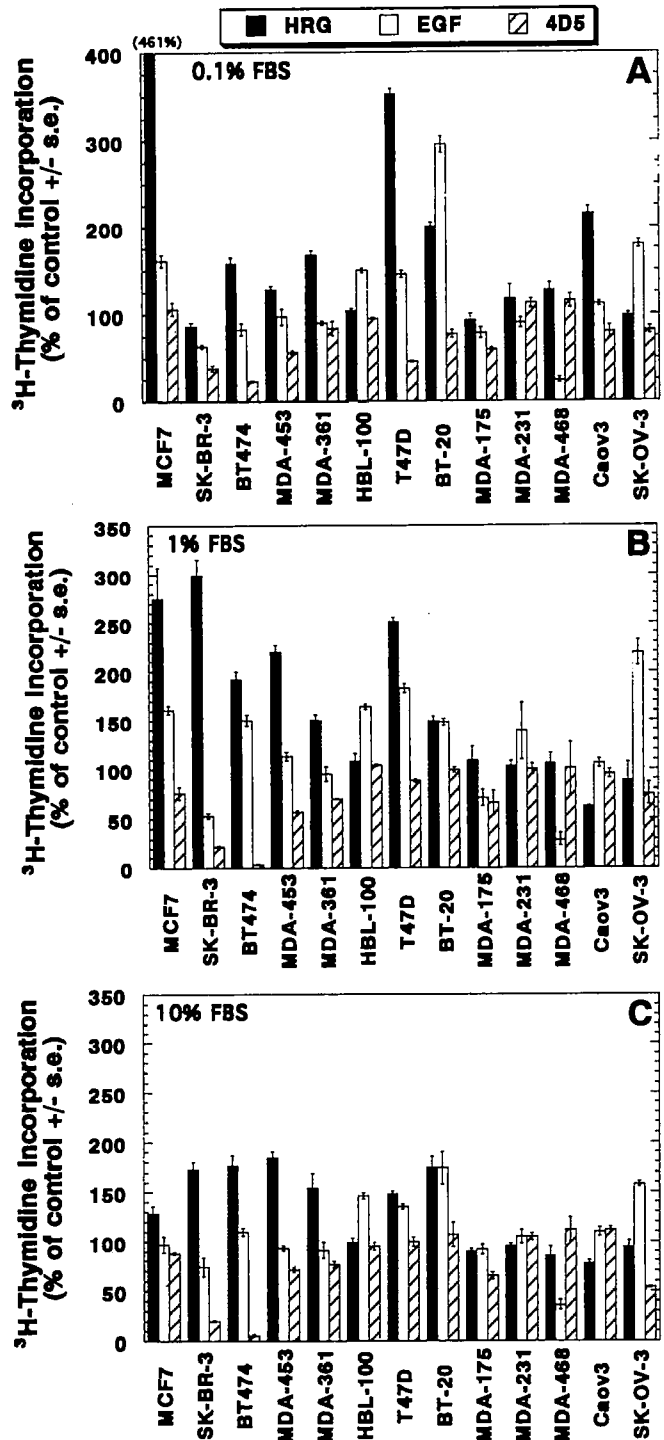 HRG EGF 4D5
(461%)
400
300
200
100
0
0.1% FBS
A
³H-Thymidine Incorporation
(% of control +/- s.e.)
MCF7
SK-BR-3
BT474
MDA-453
MDA-361
HBL-100
T47D
BT-20
MDA-175
MDA-231
MDA-468
Caov3
SK-OV-3
350
300
250
200
150
100
50
0
1% FBS
B
³H-Thymidine Incorporation
(% of control +/- s.e.)
MCF7
SK-BR-3
BT474
MDA-453
MDA-361
HBL-100
T47D
BT-20
MDA-175
MDA-231
MDA-468
Caov3
SK-OV-3
350
300
250
200
150
100
50
0
10% FBS
C
³H-Thymidine Incorporation
(% of control +/- s.e.)
MCF7
SK-BR-3
BT474
MDA-453
MDA-361
HBL-100
T47D
BT-20
MDA-175
MDA-231
MDA-468
Caov3
SK-OV-3